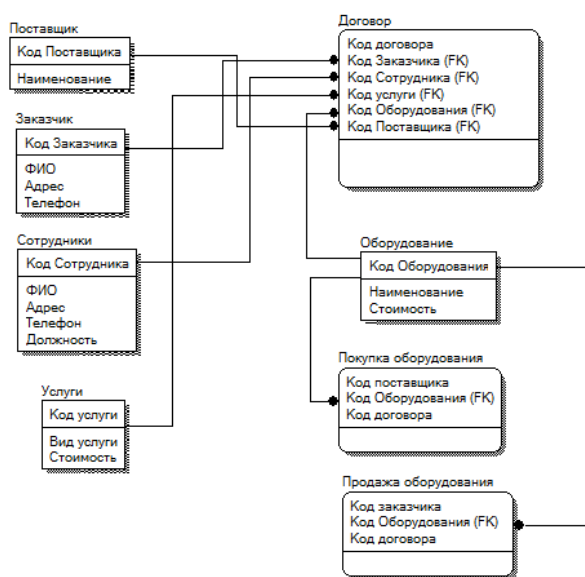 Поставщик
Код Поставщика
Наименование
Заказчик
Код Заказчика
ФИО
Адрес
Телефон
Сотрудники
Код Сотрудника
ФИО
Адрес
Телефон
Должность
Услуги
Код услуги
Вид услуги
Стоимость
Договор
Код договора
Код Заказчика (FK)
Код Сотрудника (FK)
Код услуги (FK)
Код Оборудования (FK)
Код Поставщика (FK)
Оборудование
Код Оборудования
Наименование
Стоимость
Покупка оборудования
Код поставщика
Код Оборудования (FK)
Код договора
Продажа оборудования
Код заказчика
Код Оборудования (FK)
Код договора